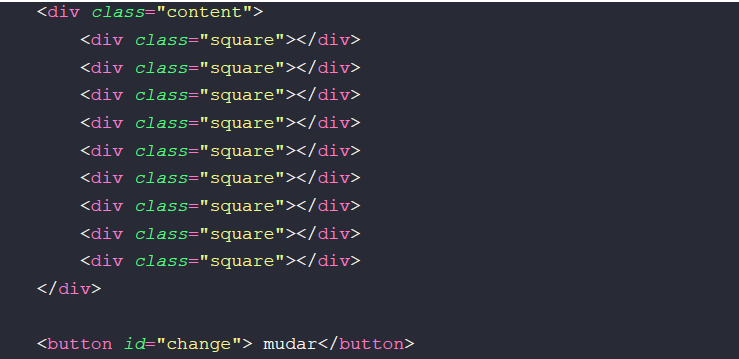 <div class="content">
<div class="square"></div>
<div class="square"></div>
<div class="square"></div>
<div class="square"></div>
<div class="square"></div>
<div class="square"></div>
<div class="square"></div>
<div class="square"></div>
<div class="square"></div>
</div>
<button id="change"> mudar</button>